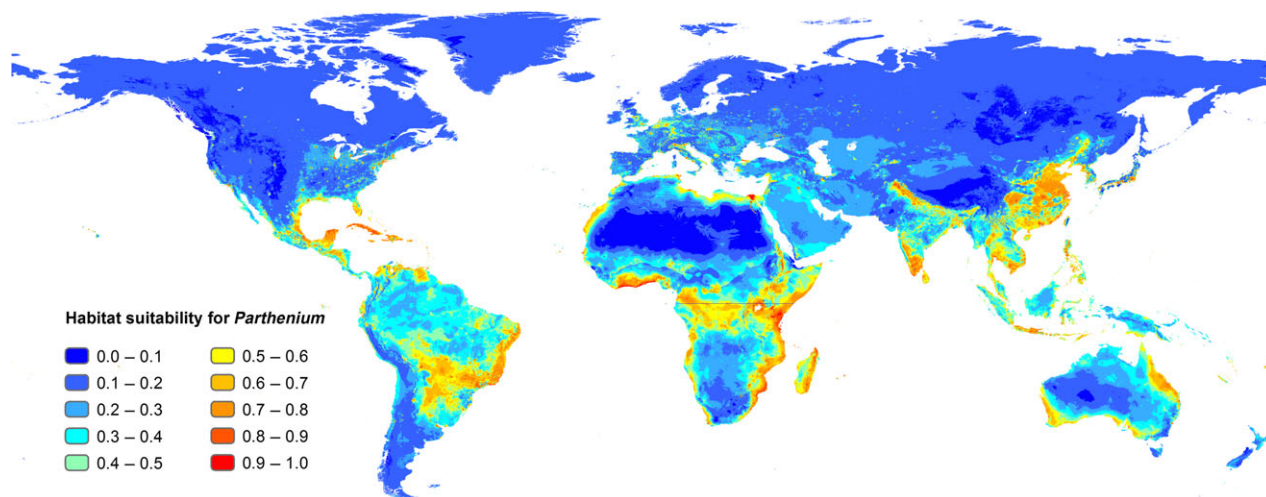 Habitat suitability for Parthenium
0.0 – 0.1
0.1 – 0.2
0.2 – 0.3
0.3 – 0.4
0.4 – 0.5
0.5 – 0.6
0.6 – 0.7
0.7 – 0.8
0.8 – 0.9
0.9 – 1.0